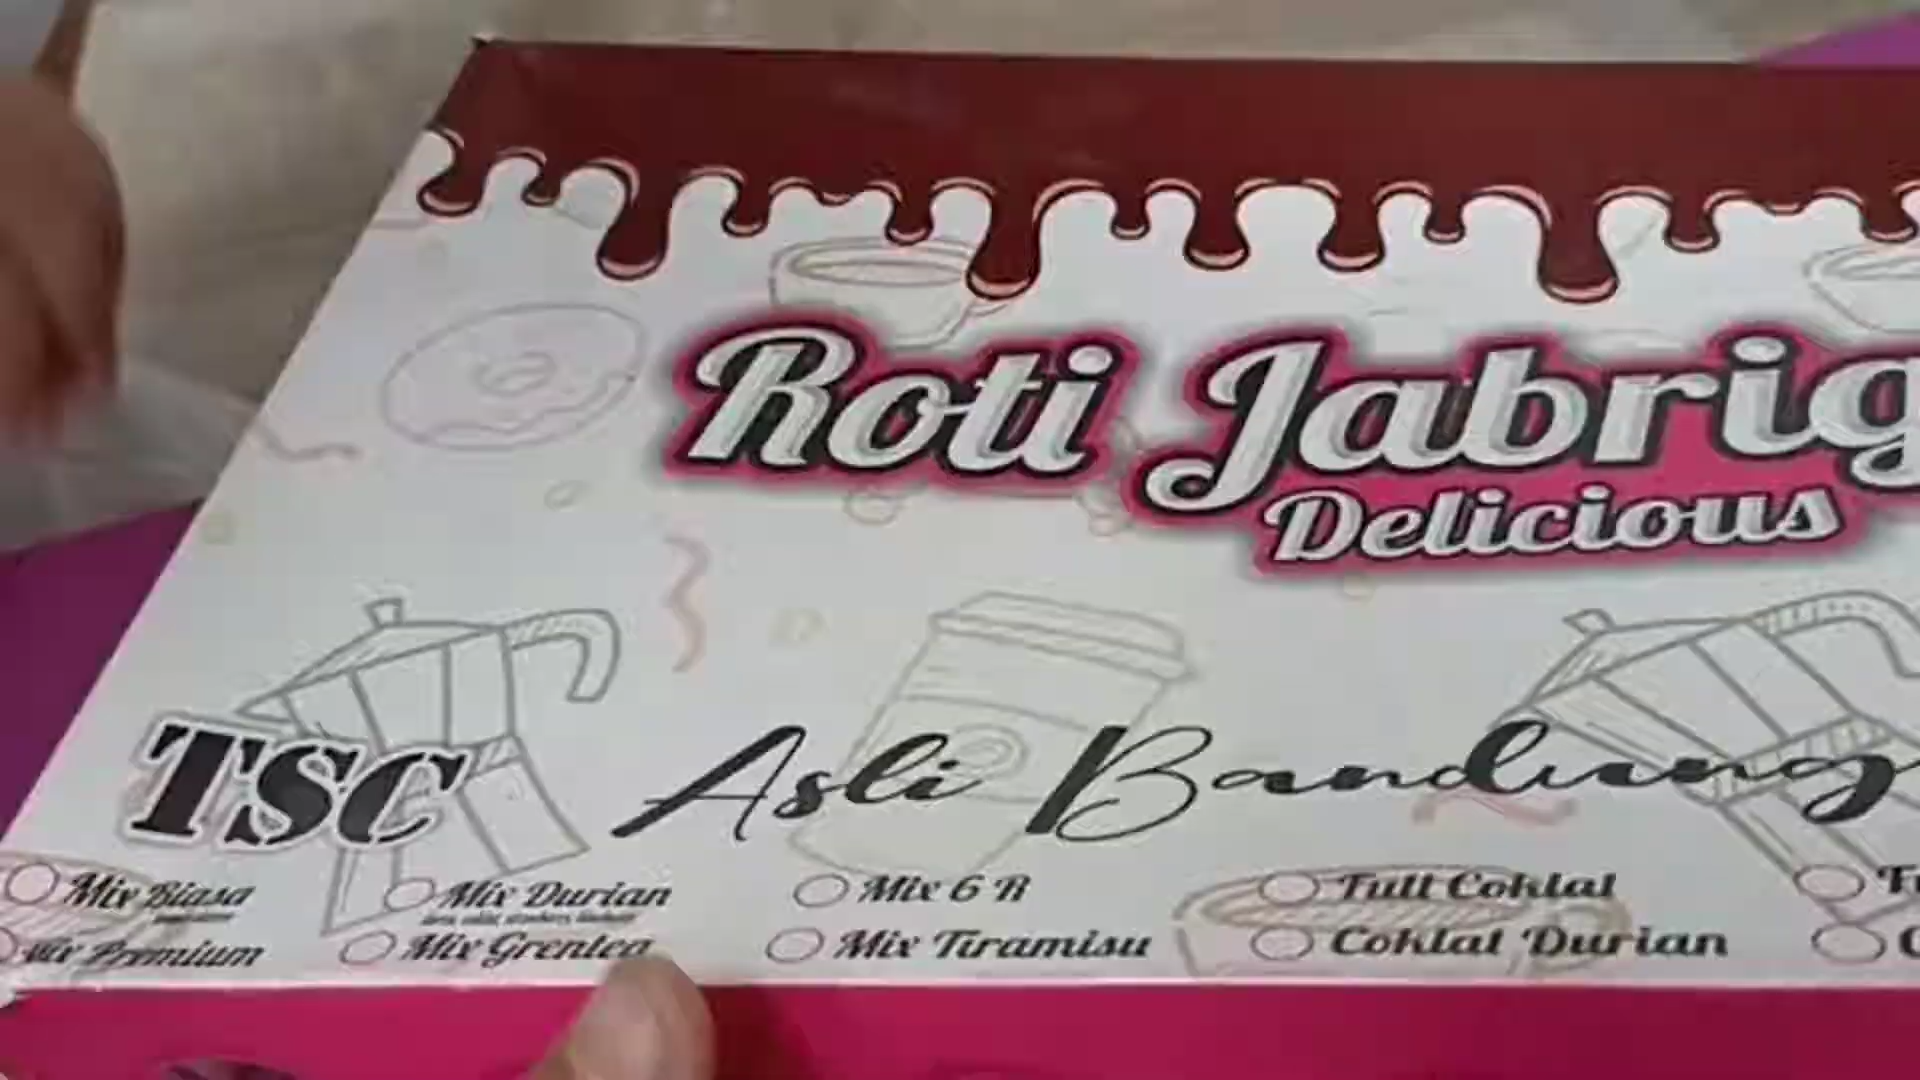 Roti Jabrig
Delicious
TSC Asli Bandung
Mix Biasa Mix Durian Mix 6 R Full Coklat
Mix Premium Mix Grentea Mix Tiramisu Coklat Durian